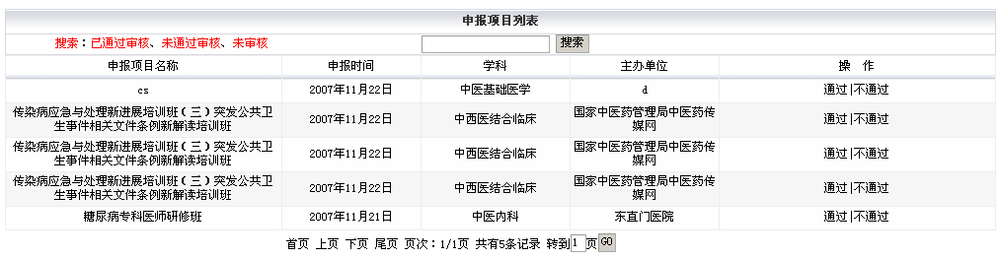 申报项目列表
搜索：已通过审核、未通过审核、未审核 搜索
申报项目名称 申报时间 学科 主办单位 操 作
cs 2007年11月22日 中医基础医学 d 通过|不通过
传染病应急与处理新进展培训班（三）突发公共卫
生事件相关文件条例新解读培训班 2007年11月22日 中西医结合临床 国家中医药管理局中医药传
媒网 通过|不通过
传染病应急与处理新进展培训班（三）突发公共卫
生事件相关文件条例新解读培训班 2007年11月22日 中西医结合临床 国家中医药管理局中医药传
媒网 通过|不通过
传染病应急与处理新进展培训班（三）突发公共卫
生事件相关文件条例新解读培训班 2007年11月22日 中西医结合临床 国家中医药管理局中医药传
媒网 通过|不通过
糖尿病专科医师研修班 2007年11月21日 中医内科 东直门医院 通过|不通过
首页 上页 下页 尾页 页次：1/1页 共有5条记录 转到1页GO